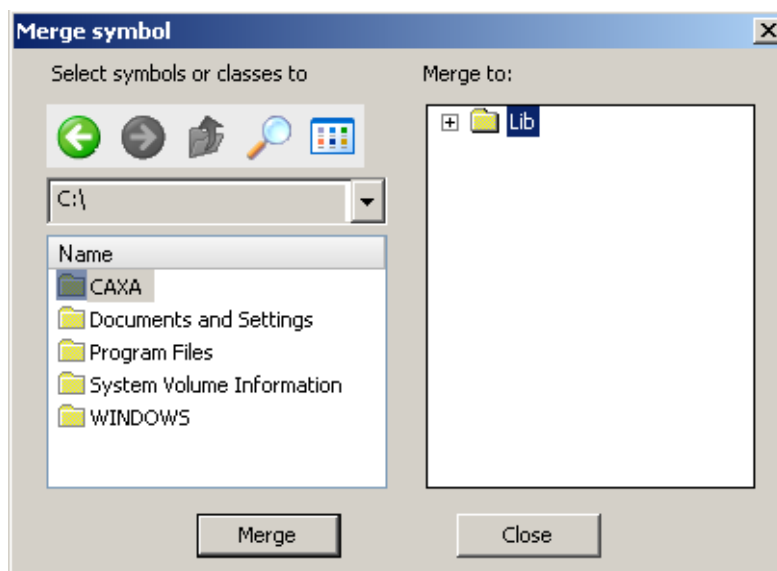 Merge symbol
Select symbols or classes to
Merge to:
Lib
C:\
Name
CAXA
Documents and Settings
Program Files
System Volume Information
WINDOWS
Merge
Close